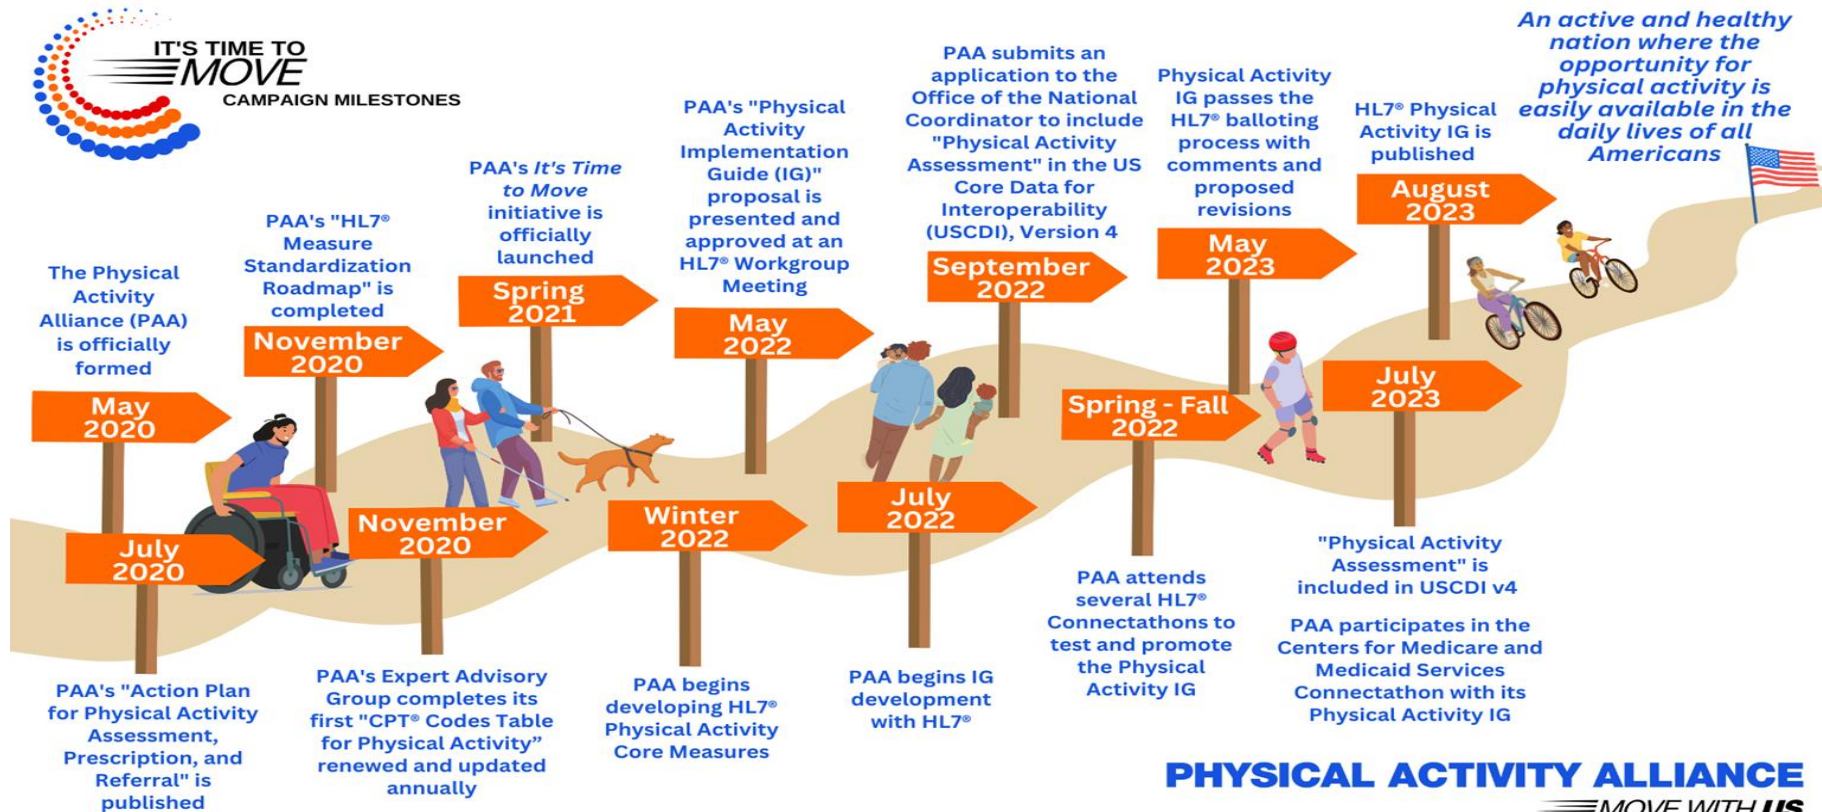 IT'S TIME TO
MOVE
CAMPAIGN MILESTONES
The Physical
Activity
Alliance (PAA)
is officially
formed
May
2020
July
2020
PAA's "Action Plan
for Physical Activity
Assessment,
Prescription, and
Referral" is
published
PAA's "HL7®
Measure
Standardization
Roadmap" is
completed
November
2020
November
2020
PAA's Expert Advisory
Group completes its
first "CPT® Codes Table
for Physical Activity”
renewed and updated
annually
PAA's It's Time
to Move
initiative is
officially
launched
Spring
2021
Winter
2022
PAA begins
developing HL7®
Physical Activity
Core Measures
PAA's "Physical
Activity
Implementation
Guide (IG)"
proposal is
presented and
approved at an
HL7® Workgroup
Meeting
May
2022
July
2022
PAA begins IG
development
with HL7®
PAA submits an
application to the
Office of the National
Coordinator to include
"Physical Activity
Assessment" in the US
Core Data for
Interoperability
(USCDI), Version 4
September
2022
Spring - Fall
2022
PAA attends
several HL7®
Connectathons to
test and promote
the Physical
Activity IG
Physical Activity
IG passes the
HL7® balloting
process with
comments and
proposed
revisions
May
2023
July
2023
"Physical Activity
Assessment" is
included in USCDI v4
PAA participates in the
Centers for Medicare and
Medicaid Services
Connectathon with its
Physical Activity IG
HL7® Physical
Activity IG is
published
August
2023
An active and healthy
nation where the
opportunity for
physical activity is
easily available in the
daily lives of all
Americans
PHYSICAL ACTIVITY ALLIANCE
MOVE WITH US